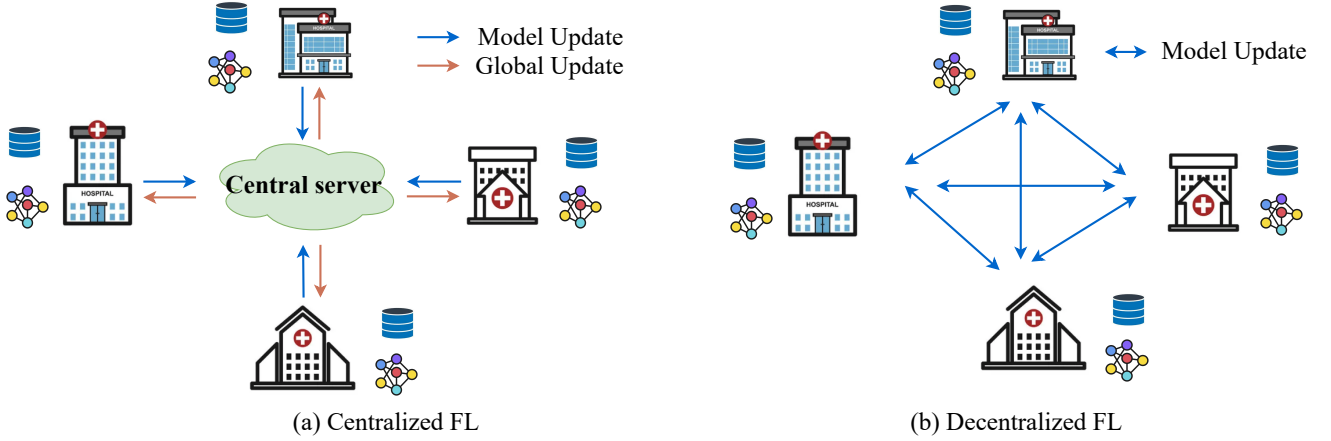 HOSPITAL
Model Update
Global Update
HOSPITAL
Central server
(a) Centralized FL
HOSPITAL
Model Update
HOSPITAL
(b) Decentralized FL